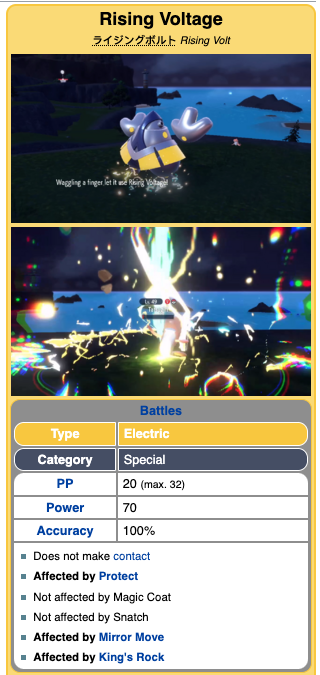 Rising Voltage
ライジングボルト Rising Volt
Waggling a finger let it use Rising Voltage!
Battles
Type Electric
Category Special
PP 20 (max. 32)
Power 70
Accuracy 100%
Does not make contact
Affected by Protect
Not affected by Magic Coat
Not affected by Snatch
Affected by Mirror Move
Affected by King's Rock